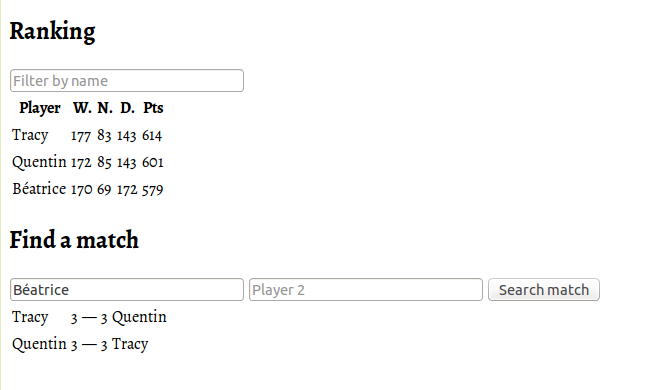 Ranking
Filter by name
Player W. N. D. Pts
Tracy 177 83 143 614
Quentin 172 85 143 601
Béatrice 170 69 172 579
Find a match
Béatrice Player 2 Search match
Tracy 3 — 3 Quentin
Quentin 3 — 3 Tracy